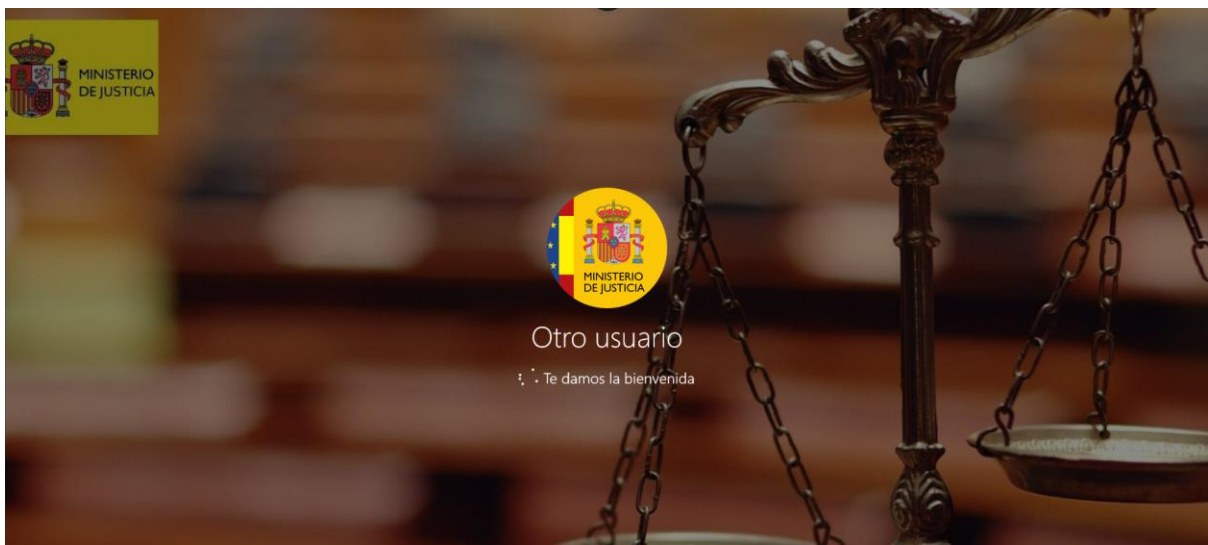 MINISTERIO
DE JUSTICIA
MINISTERIO
DE JUSTICIA
Otro usuario
Te damos la bienvenida